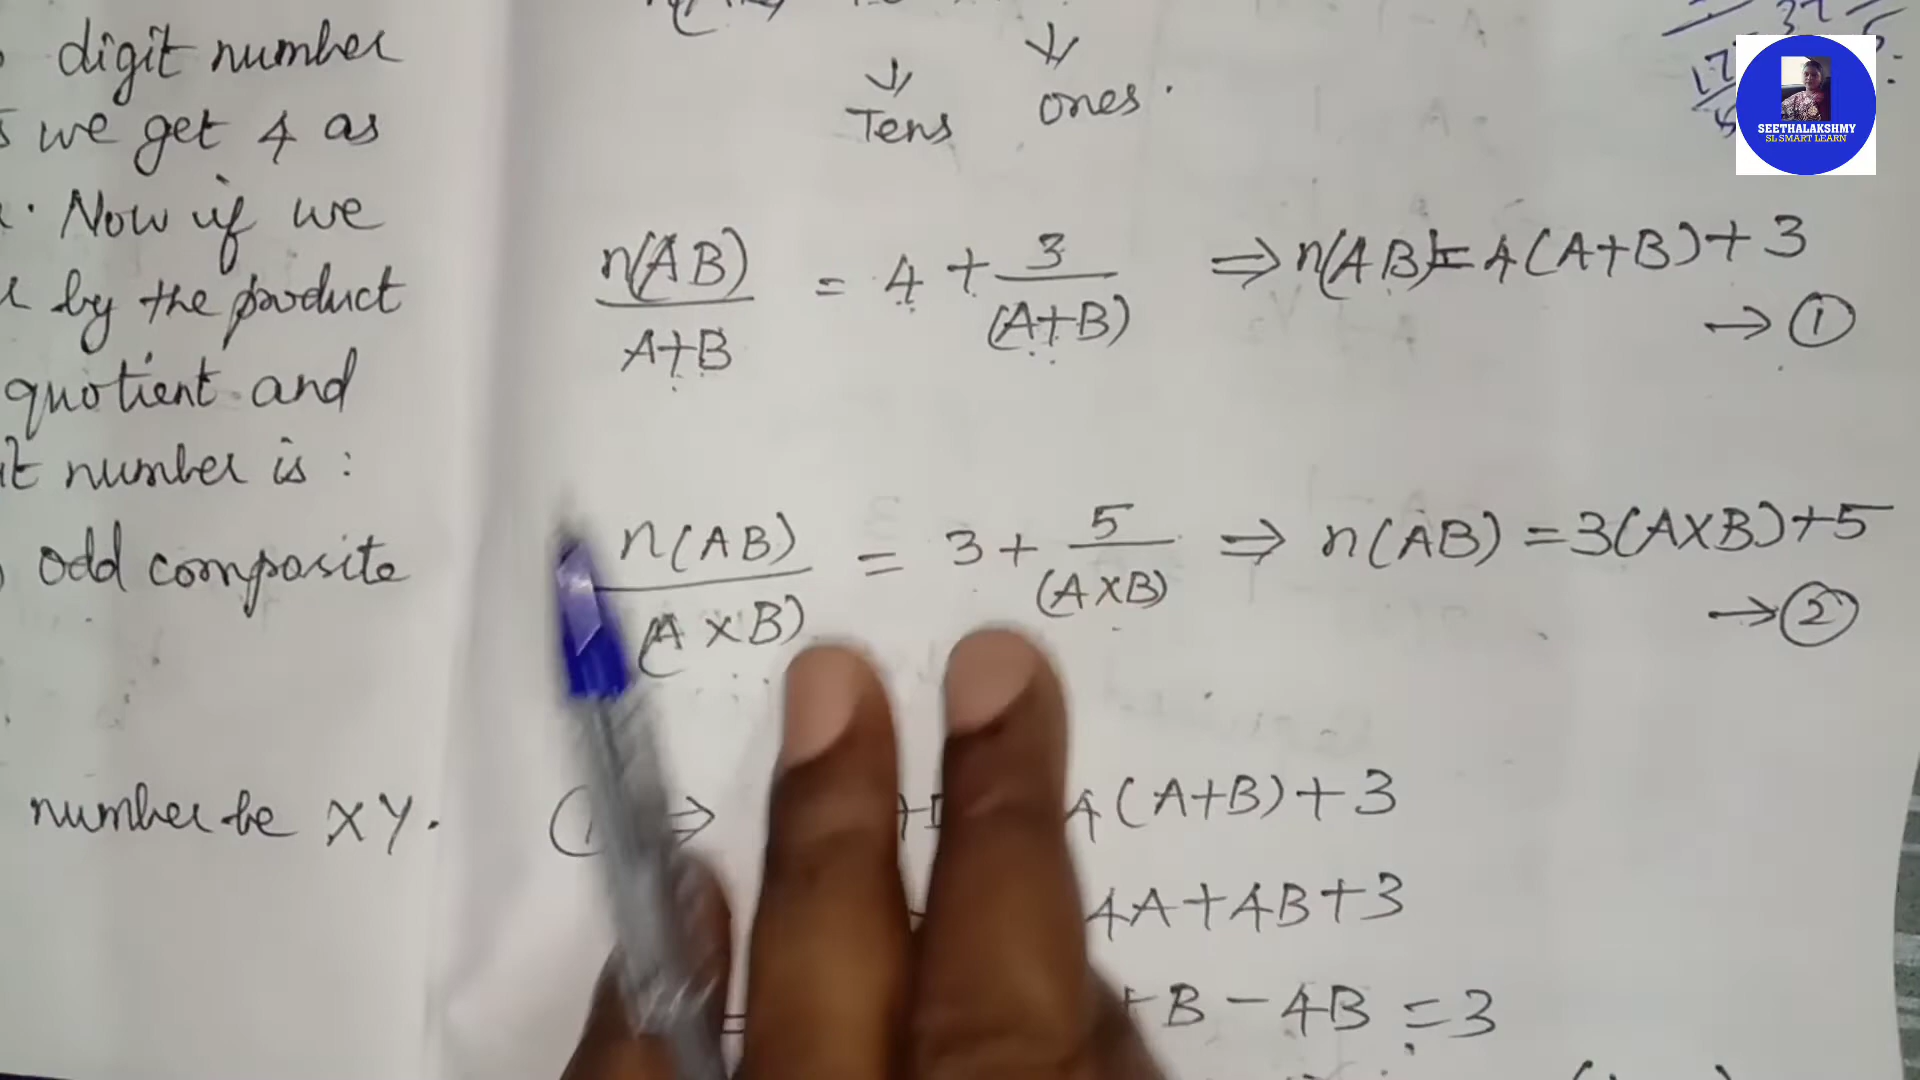 digit number
we get 4 as
Now if we
by the product
quotient and
number is :
odd composite
number be XY.
Tens
ones.
n(AB)/A+B = 4 + 3/(A+B) ⇒ n(AB) = 4(A+B)+3
→ ①
n(AB)/(A×B) = 3 + 5/(A×B) ⇒ n(AB) = 3(A×B)+5
→ ②
⇒ 4(A+B)+3
4A+4B+3
+B-4B=3
SEETHALAKSHMY
SL SMART LEARN